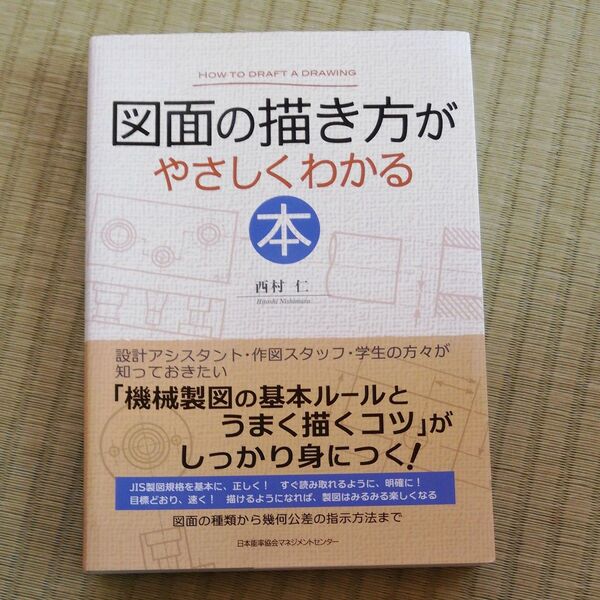 HOW TO DRAFT A DRAWING
図面の描き方が
やさしくわかる
本
西村 仁
Hitoshi Nishimura
設計アシスタント・作図スタッフ・学生の方々が
知っておきたい
「機械製図の基本ルールと
うまく描くコツ」が
しっかり身につく!
JIS製図規格を基本に、正しく! すぐ読み取れるように、明確に!
目標どおり、速く! 描けるようになれば、製図はみるみる楽しくなる
図面の種類から幾何公差の指示方法まで
日本能率協会マネジメントセンター